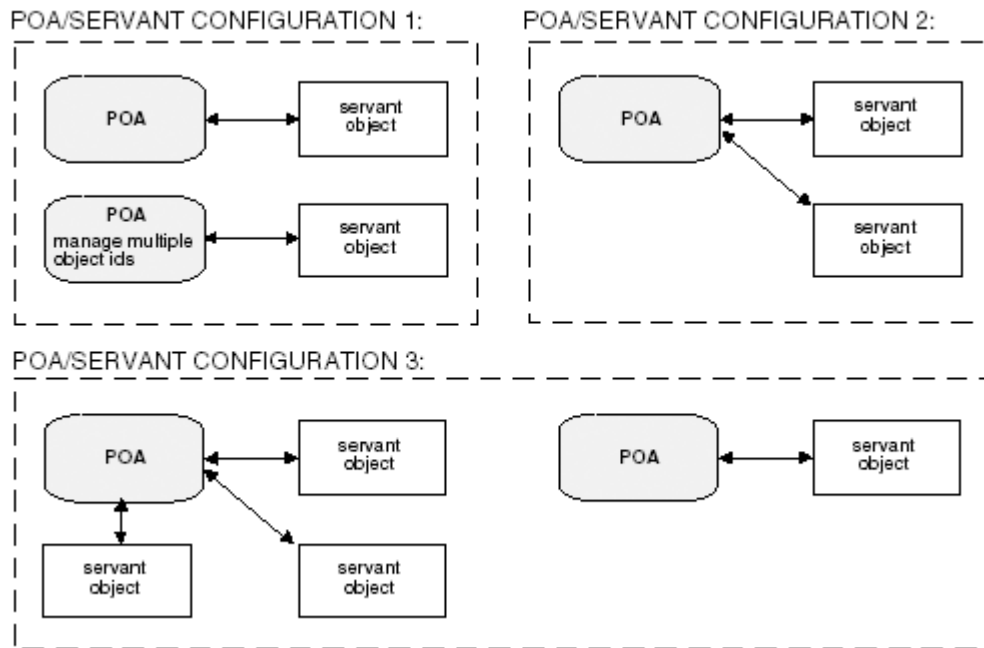 POA/SERVANT CONFIGURATION 1:
POA
servant
object
POA
manage multiple
object ids
servant
object
POA/SERVANT CONFIGURATION 2:
POA
servant
object
servant
object
POA/SERVANT CONFIGURATION 3:
POA
servant
object
servant
object
servant
object
POA
servant
object